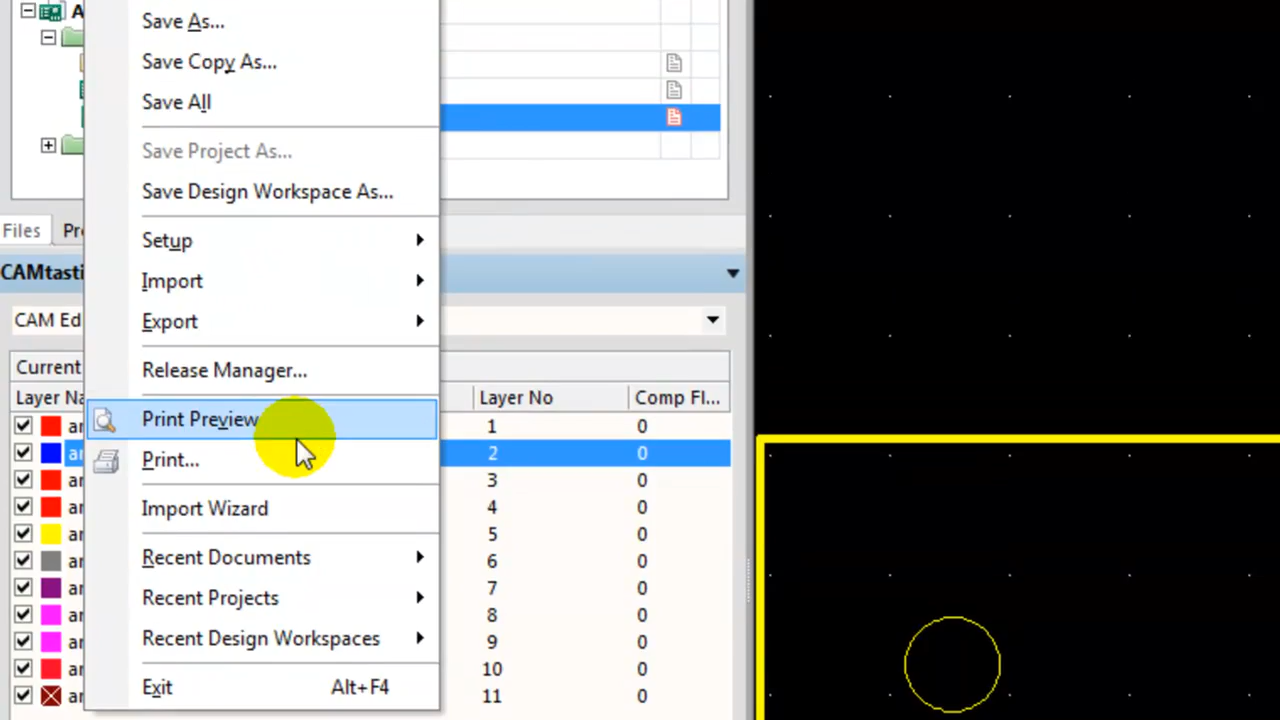 A
Save As...
Save Copy As...
Save All
Save Project As...
Save Design Workspace As...
Files
Setup
CAMtasti
Import
CAM Ed
Export
Current
Release Manager...
Layer Na
Layer No
Comp Fl...
Print Preview
1 0
Print...
2 0
3 0
Import Wizard
4 0
5 0
Recent Documents
6 0
Recent Projects
7 0
8 0
Recent Design Workspaces
9 0
10 0
Exit Alt+F4
11 0